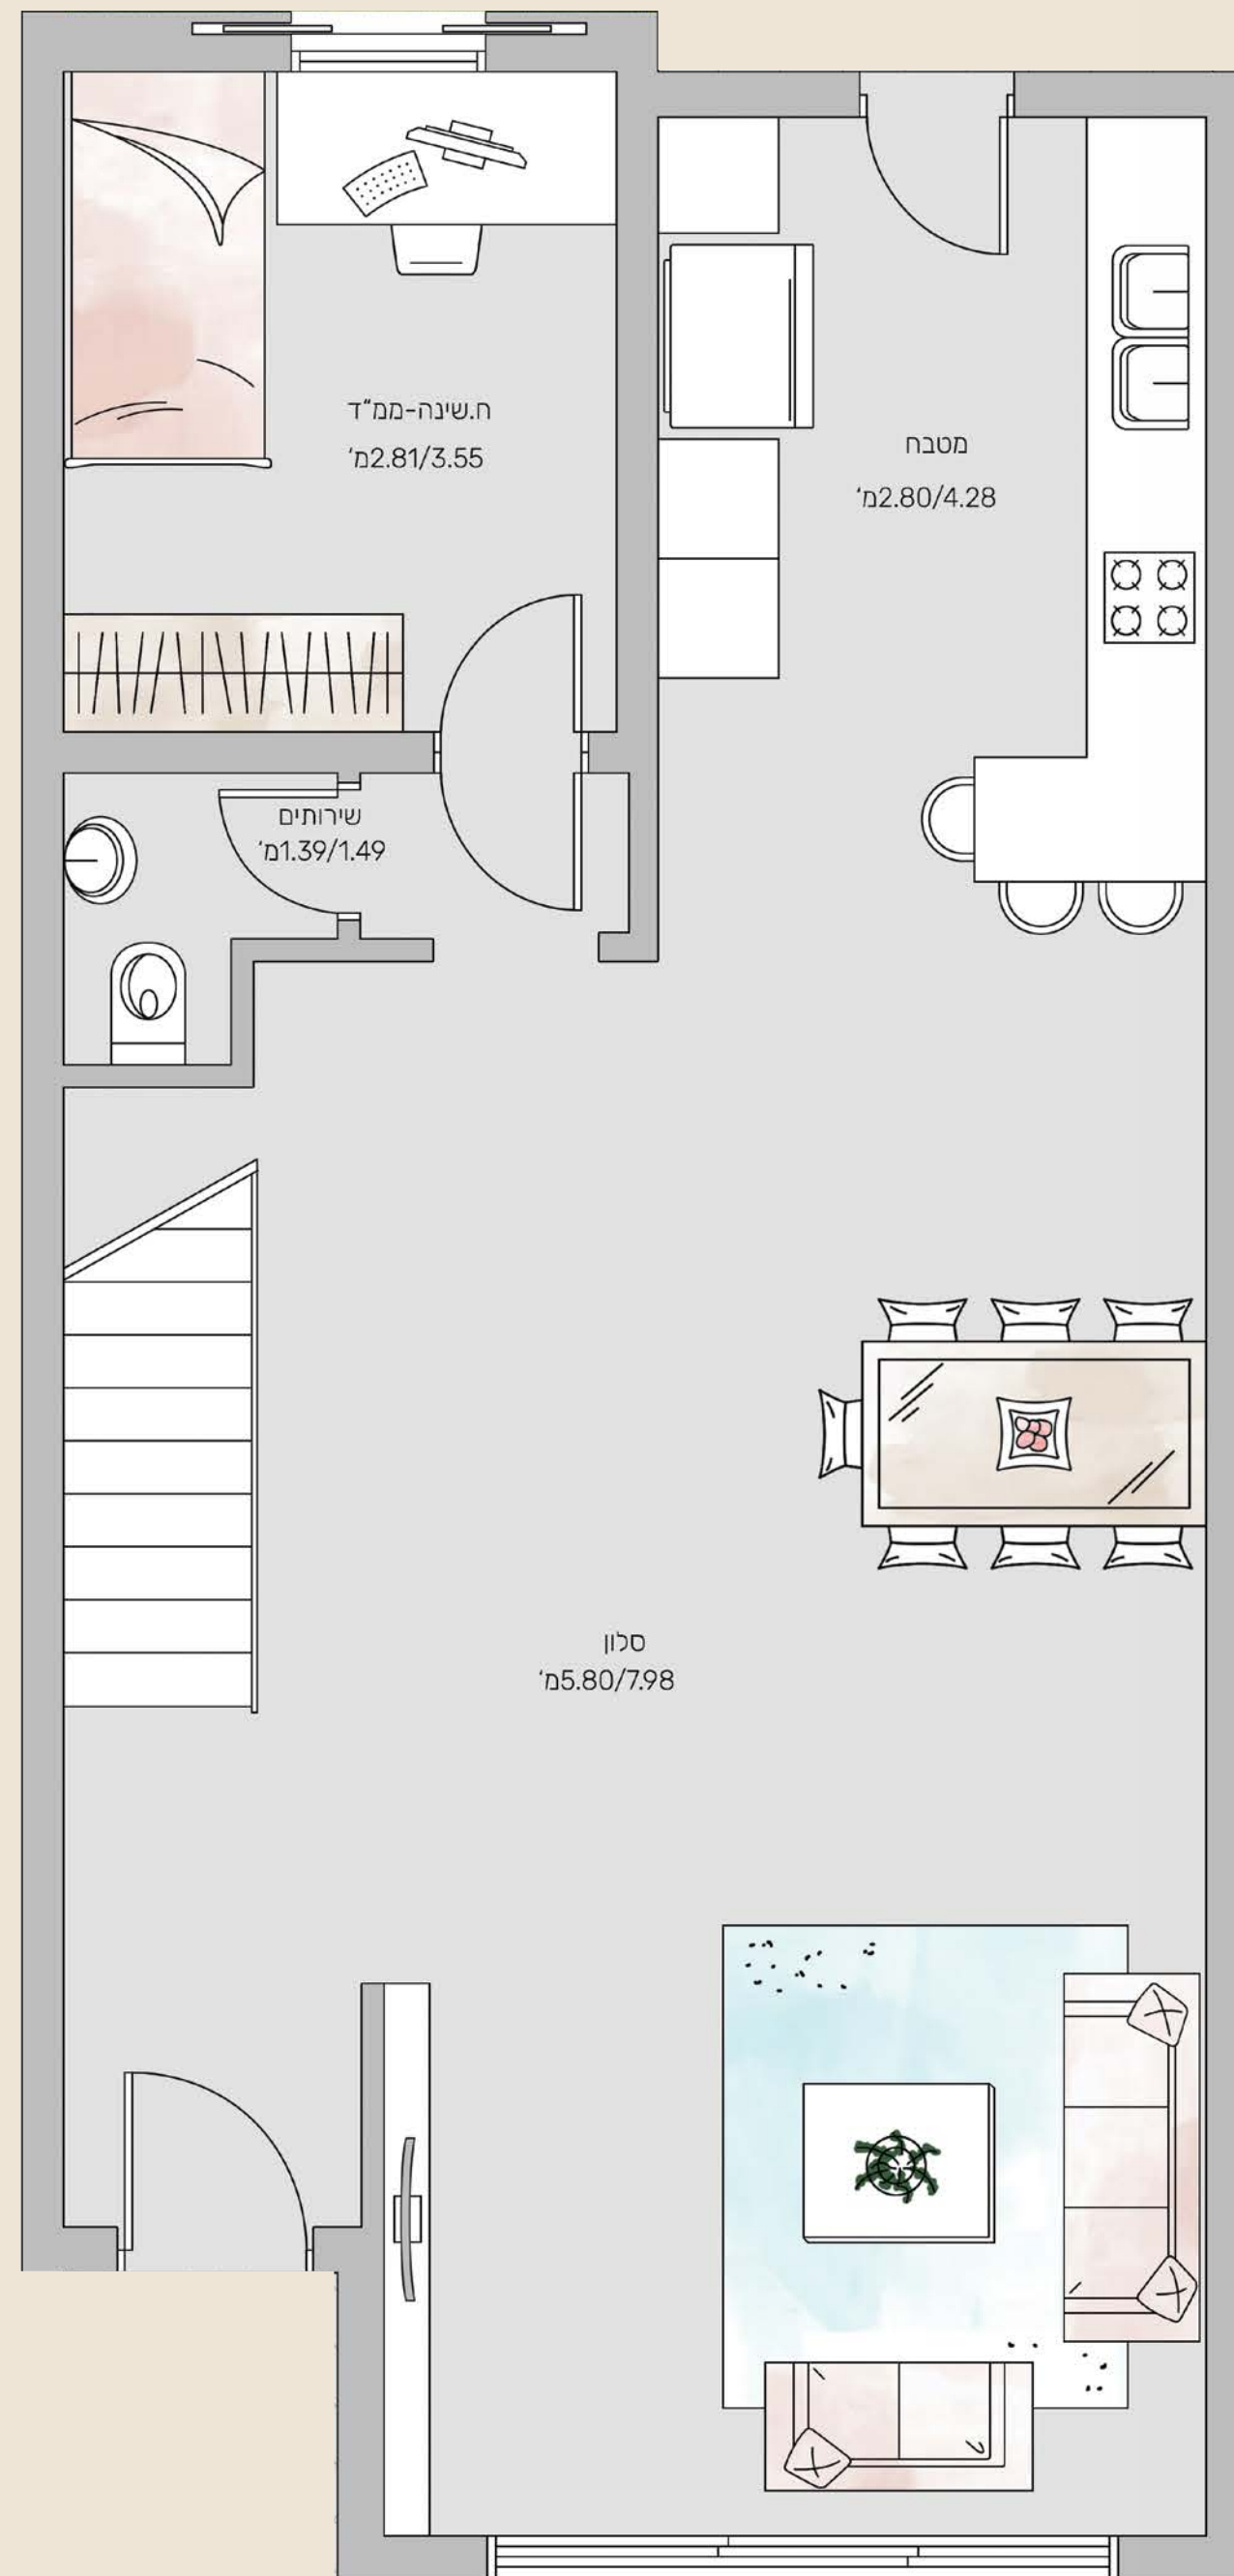 ח.שינה-ממ"ד
2.81/3.55מ'
מטבח
2.80/4.28מ'
שירותים
1.39/1.49מ'
סלון
5.80/7.98מ'